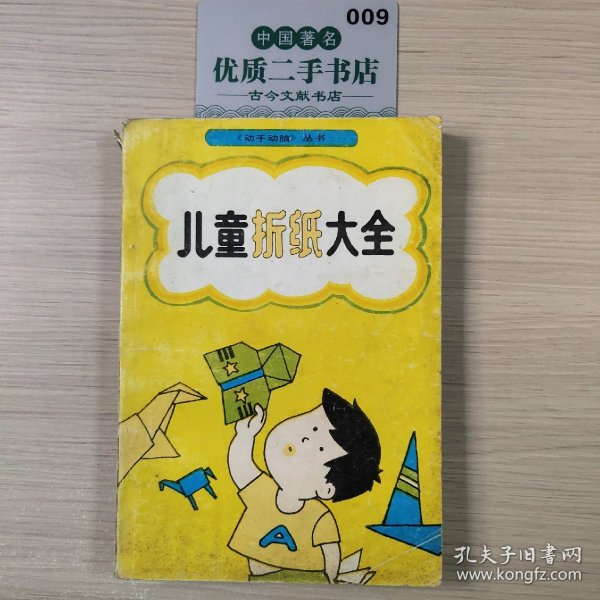 009
中国著名
优质二手书店
古今文献书店
《动手动脑》丛书
儿童折纸大全
A
孔夫子旧书网
www.kongfz.com